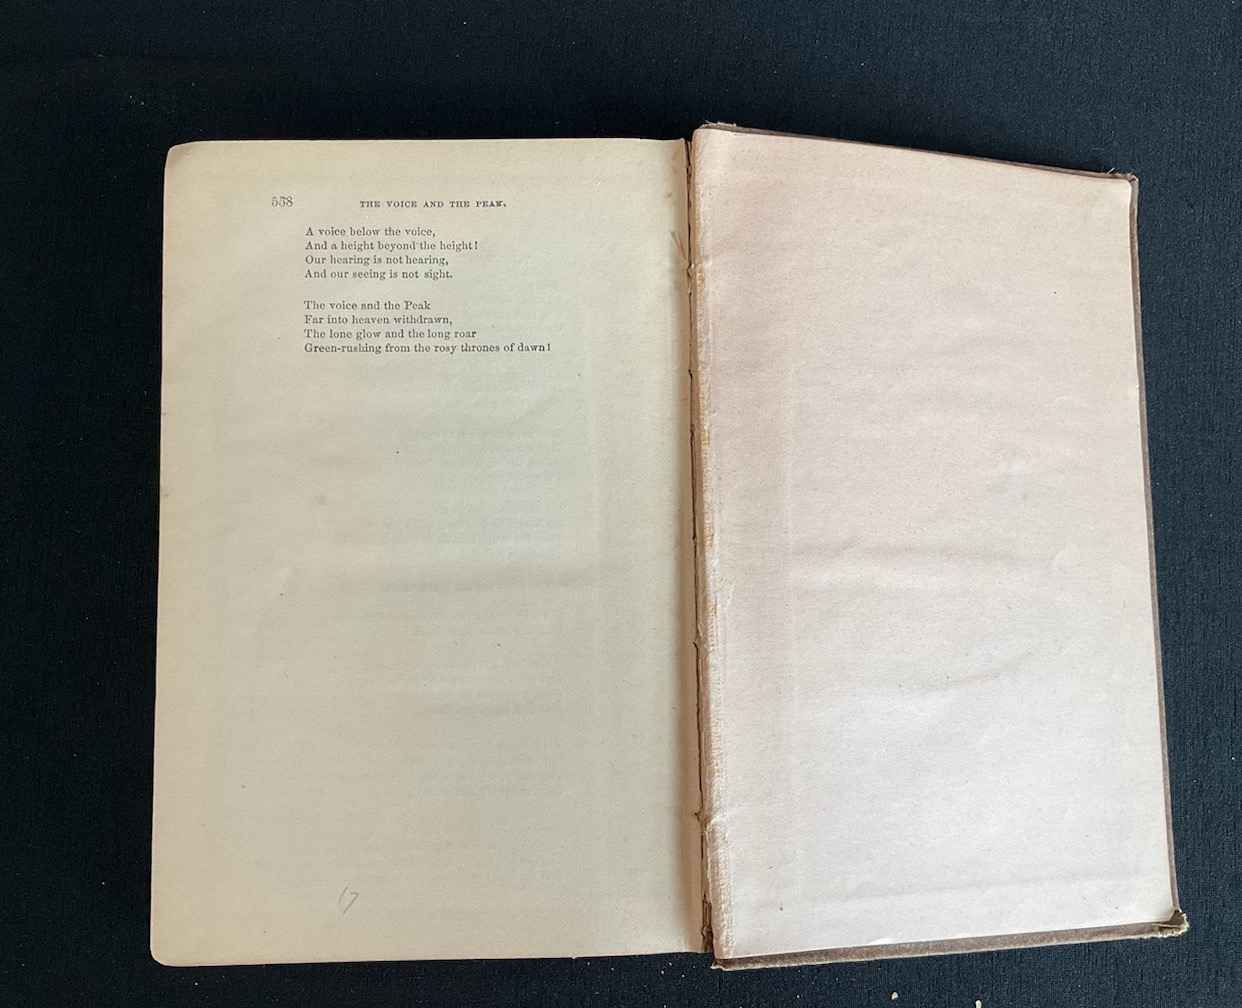 558
THE VOICE AND THE PEAK.
A voice below the voice,
And a height beyond the height!
Our hearing is not hearing,
And our seeing is not sight.
The voice and the Peak
Far into heaven withdrawn,
The lone glow and the long roar
Green-rushing from the rosy thrones of dawn!
17